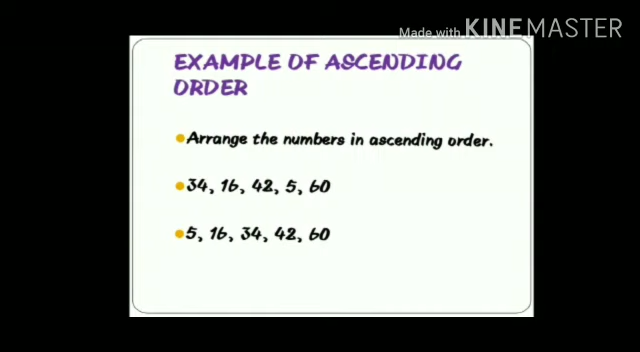 Made with KINEMASTER
EXAMPLE OF ASCENDING
ORDER
Arrange the numbers in ascending order.
34, 16, 42, 5, 60
5, 16, 34, 42, 60